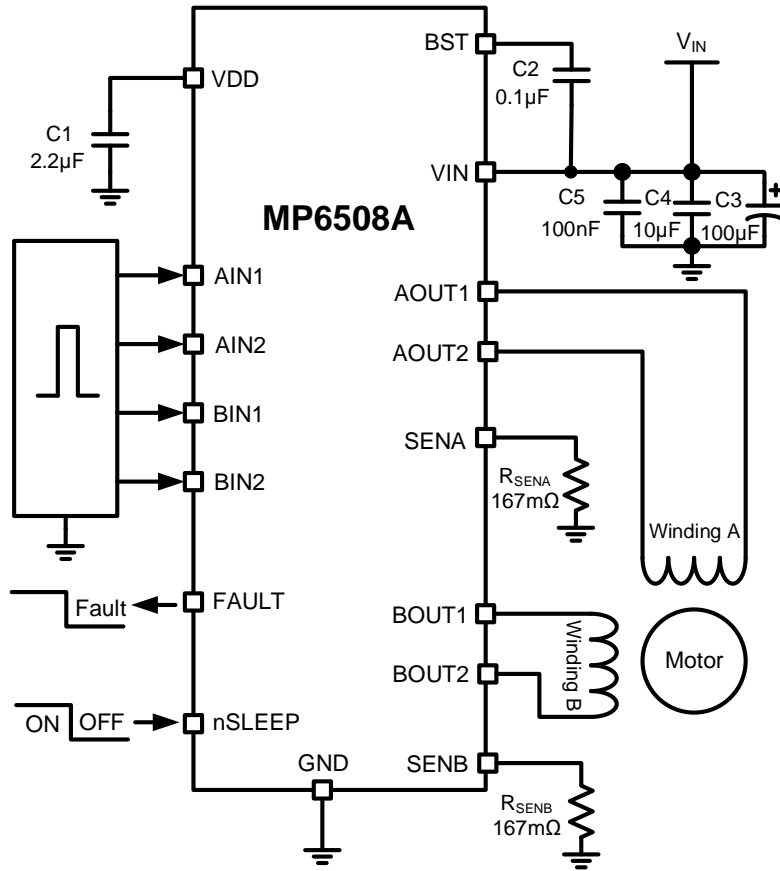 BST
VDD
C2
0.1µF
VIN
C1
2.2µF
VIN
MP6508A
C5
100nF
C4
10µF
C3
100µF
+
AIN1
AIN2
BIN1
BIN2
AOUT1
AOUT2
SENA
RSENA
167mΩ
Winding A
Fault
FAULT
BOUT1
BOUT2
Winding B
Motor
ON
OFF
nSLEEP
GND
SENB
RSENB
167mΩ